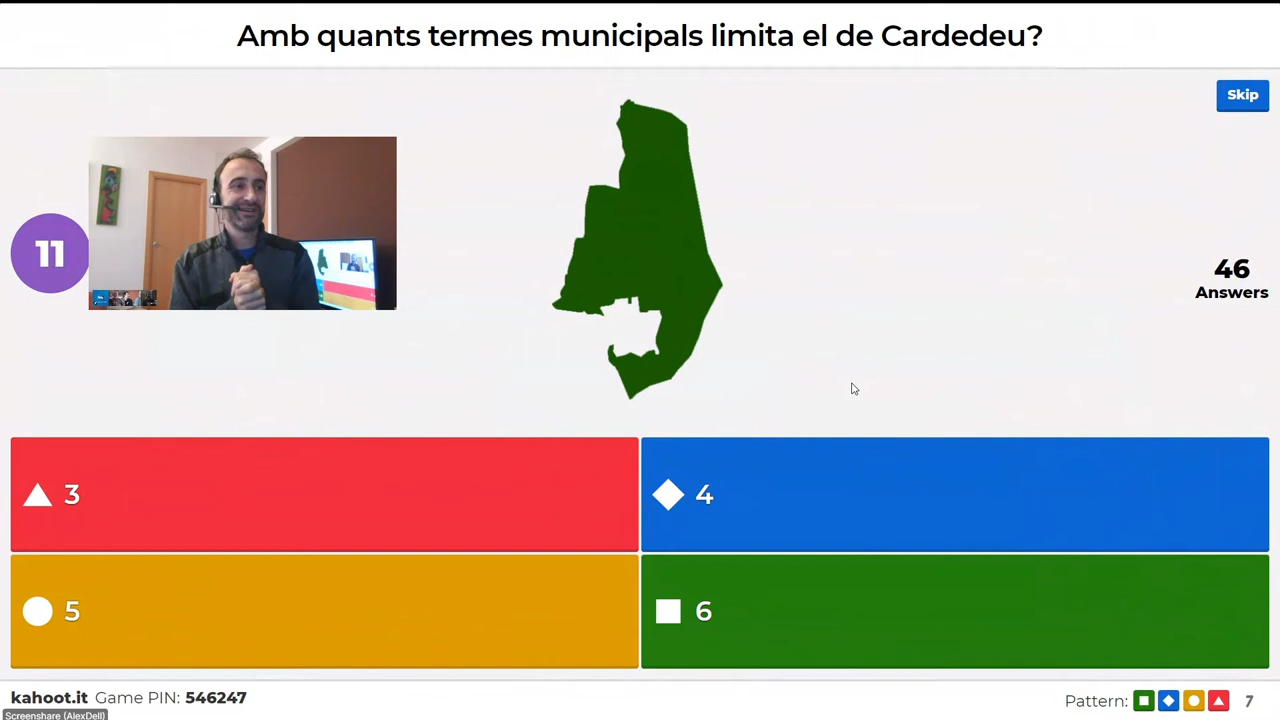 Amb quants termes municipals limita el de Cardedeu?
Skip
11
46
Answers
3
4
5
6
kahoot.it Game PIN: 546247
Pattern: 7
Screenshare (AlexDell)